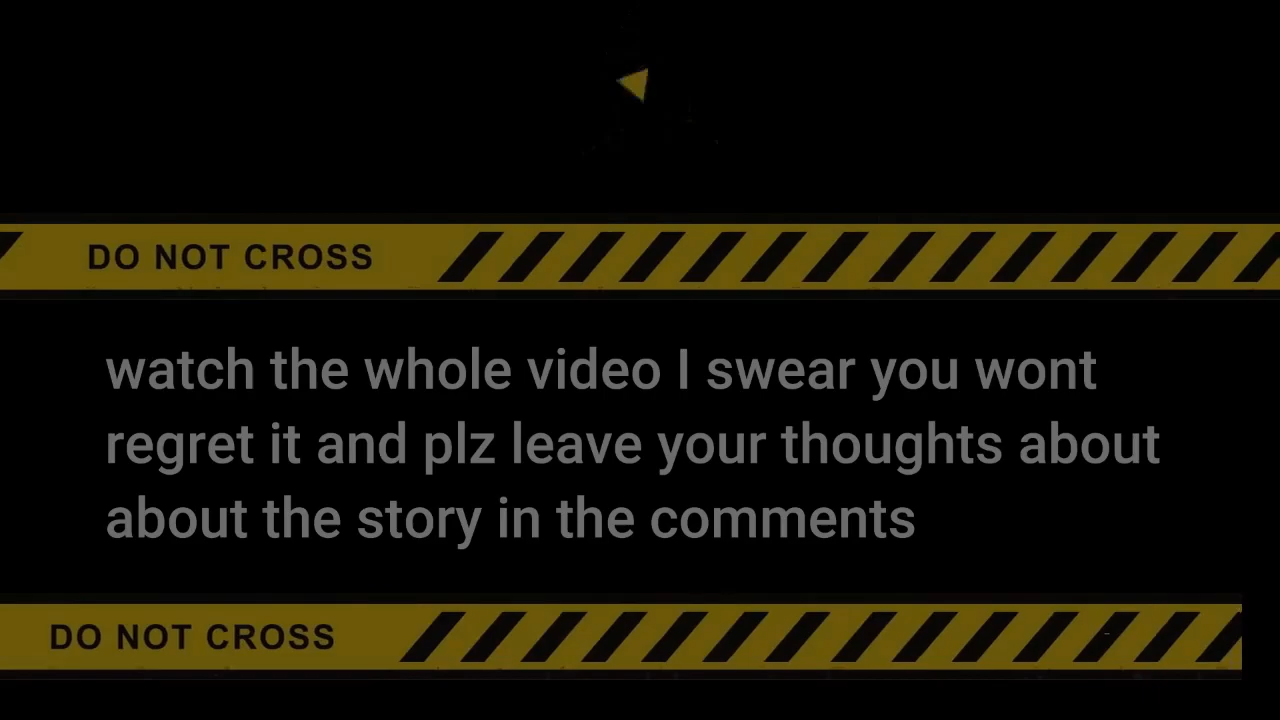 DO NOT CROSS
watch the whole video I swear you wont
regret it and plz leave your thoughts about
about the story in the comments
DO NOT CROSS